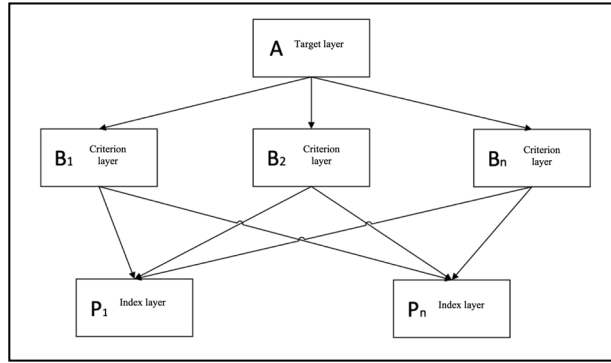 A Target layer
B₁ Criterion layer
B₂ Criterion layer
Bₙ Criterion layer
P₁ Index layer
Pₙ Index layer